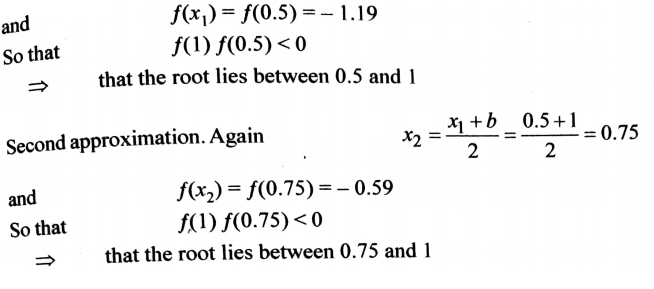 and f(x₁) = f(0.5) = – 1.19
So that f(1) f(0.5) < 0
⇒ that the root lies between 0.5 and 1
Second approximation. Again x₂ = (x₁ + b)/2 = (0.5 + 1)/2 = 0.75
and f(x₂) = f(0.75) = – 0.59
So that f(1) f(0.75) < 0
⇒ that the root lies between 0.75 and 1